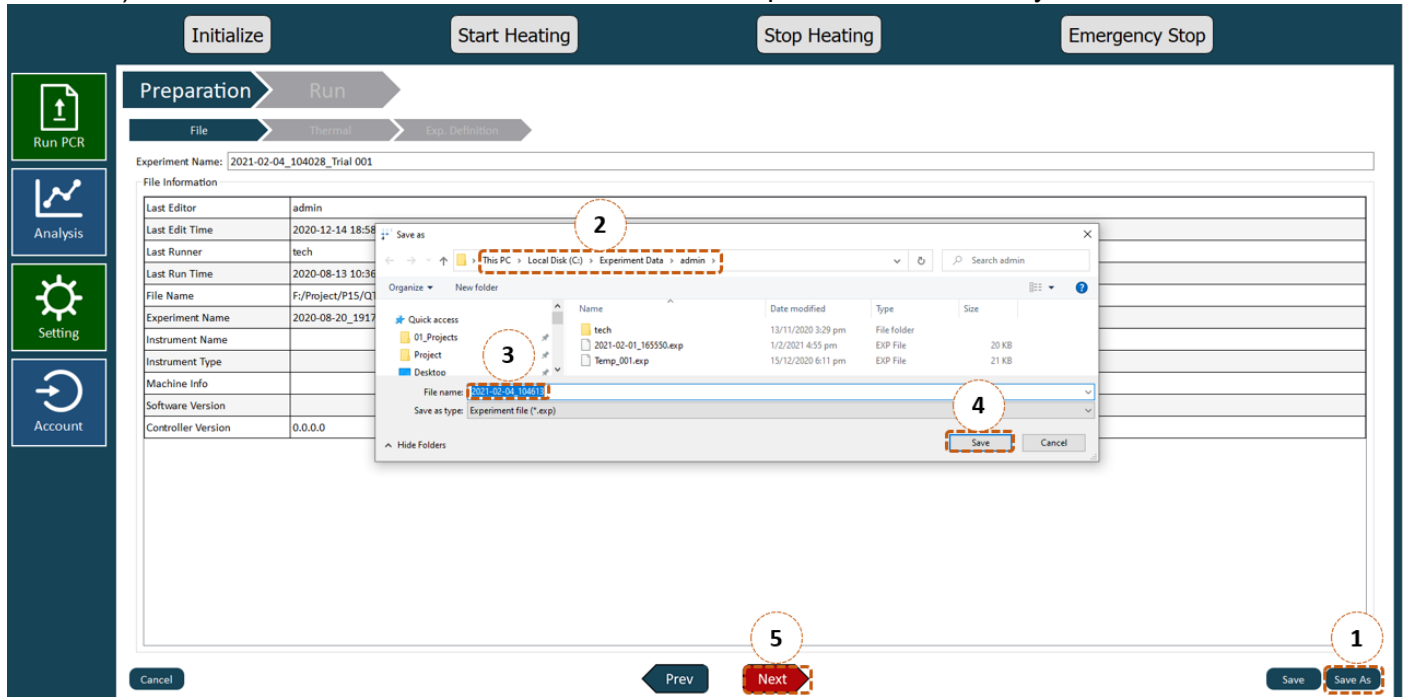 Initialize
Start Heating
Stop Heating
Emergency Stop
Run PCR
Analysis
Setting
Account
Preparation
Run
File
Thermal
Exp. Definition
Experiment Name: 2021-02-04_104028_Trial 001
File Information
Last Editor admin
Last Edit Time 2020-12-14 18:58
Last Runner tech
Last Run Time 2020-08-13 10:36
File Name F:/Project/P15/QT
Experiment Name 2020-08-20_1917
Instrument Name
Instrument Type
Machine Info
Software Version
Controller Version 0.0.0.0
2
Save as
This PC › Local Disk (C:) › Experiment Data › admin ›
Search admin
Organize New folder
Name Date modified Type Size
Quick access
01_Projects
Project
Desktop
3
tech 13/11/2020 3:29 pm File folder
2021-02-01_165550.exp 1/2/2021 4:55 pm EXP File 20 KB
Temp_001.exp 15/12/2020 6:11 pm EXP File 21 KB
File name: 2021-02-04_104613
Save as type: Experiment file (*.exp)
4
Hide Folders
Save
Cancel
5
1
Cancel
Prev
Next
Save
Save As